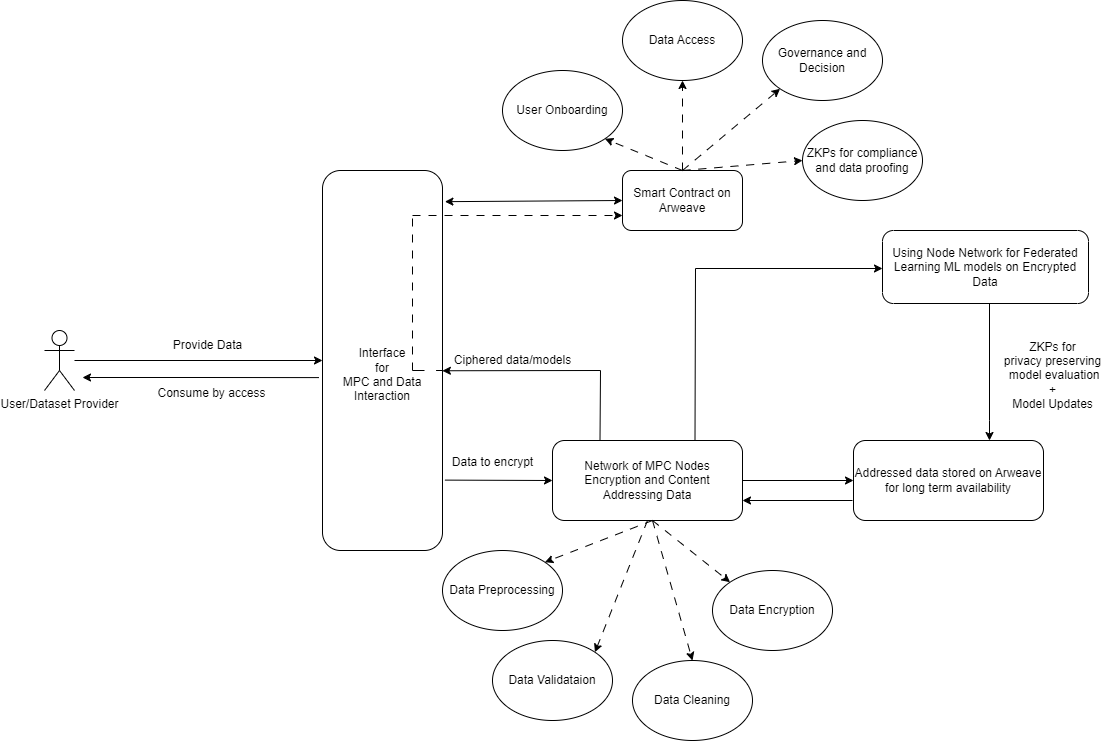 Data Access
Governance and
Decision
User Onboarding
ZKPs for compliance
and data proofing
Smart Contract on
Arweave
Using Node Network for Federated
Learning ML models on Encrypted
Data
Provide Data
Consume by access
User/Dataset Provider
Interface
for
MPC and Data
Interaction
Ciphered data/models
ZKPs for
privacy preserving
model evaluation
+
Model Updates
Data to encrypt
Network of MPC Nodes
Encryption and Content
Addressing Data
Addressed data stored on Arweave
for long term availability
Data Preprocessing
Data Encryption
Data Validataion
Data Cleaning